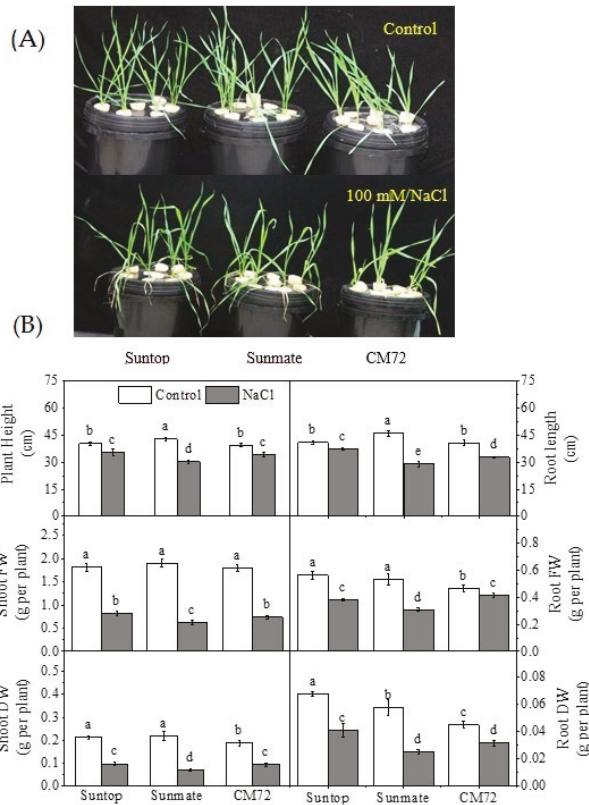 (A)
Control
100 mM/NaCl
(B)
Suntop Sunmate CM72
Control NaCl
Plant Height
(cm)
75
60
45
30
15
0
b c a d b c
b c a e b d
75
60
45
30
15
0
Root length
(cm)
Shoot FW
(g per plant)
2.5
2.0
1.5
1.0
0.5
0.0
a b a c a b
a c a d b c
0.8
0.6
0.4
0.2
0.0
Root FW
(g per plant)
Shoot DW
(g per plant)
0.5
0.4
0.3
0.2
0.1
0.0
a c a d b c
a c b d c d
0.08
0.06
0.04
0.02
0.00
Root DW
(g per plant)
Suntop Sunmate CM72 Suntop Sunmate CM72